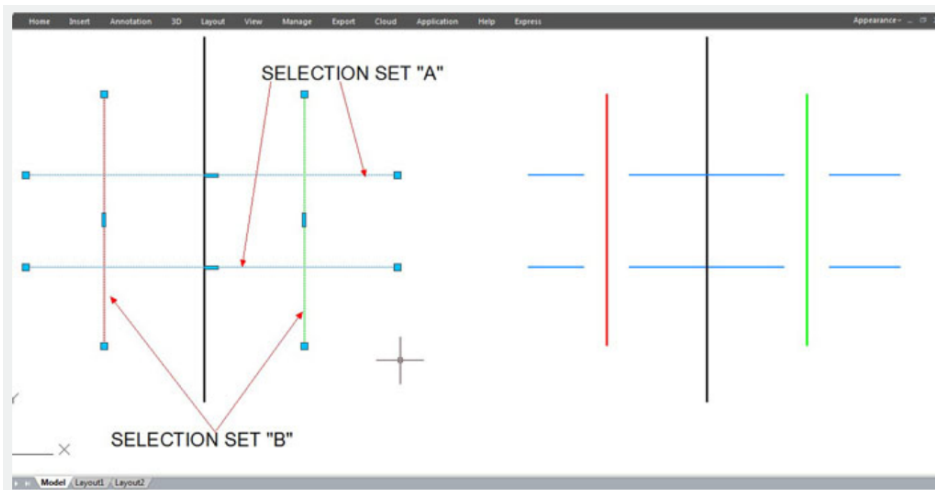 Home Insert Annotation 3D Layout View Manage Export Cloud Application Help Express Appearance
SELECTION SET "A"
SELECTION SET "B"
X
Model Layout1 Layout2